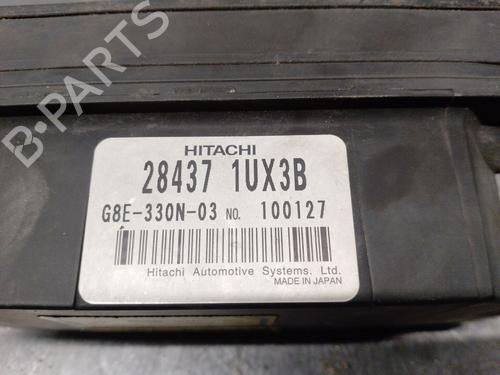 B-PARTS
HITACHI
28437 1UX3B
G8E-330N-03 NO. 100127
Hitachi Automotive Systems. Ltd.
MADE IN JAPAN